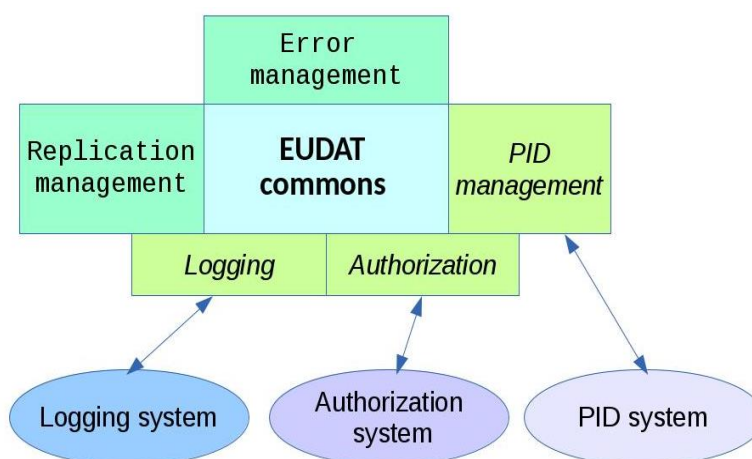 Error
management
Replication
management
EUDAT
commons
PID
management
Logging
Authorization
Logging system
Authorization
system
PID system